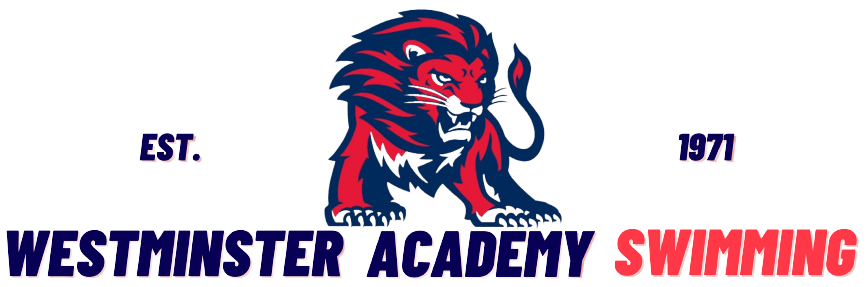 EST. 1971
WESTMINSTER ACADEMY SWIMMING